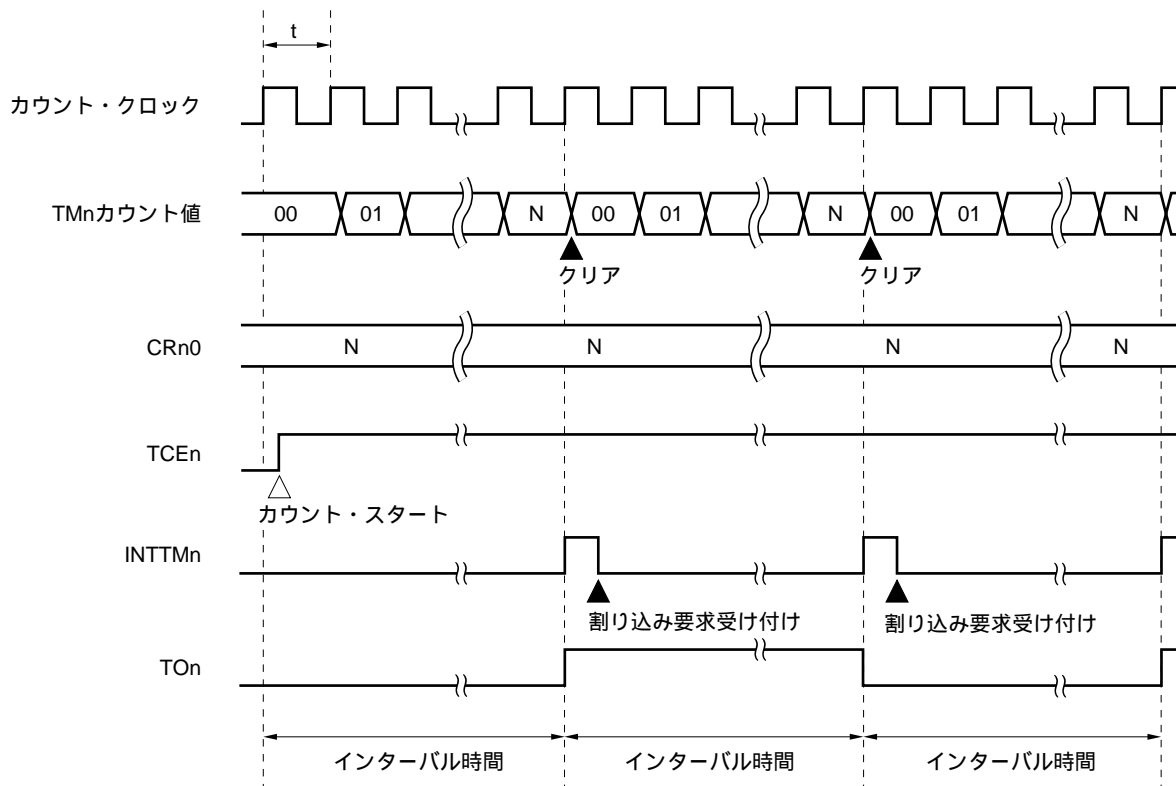 t
カウント・クロック
TMnカウント値 00 01 N 00 01 N 00 01 N
クリア クリア
CRn0 N N N N
TCEn
カウント・スタート
INTTMn
割り込み要求受け付け 割り込み要求受け付け
TOn
インターバル時間 インターバル時間 インターバル時間